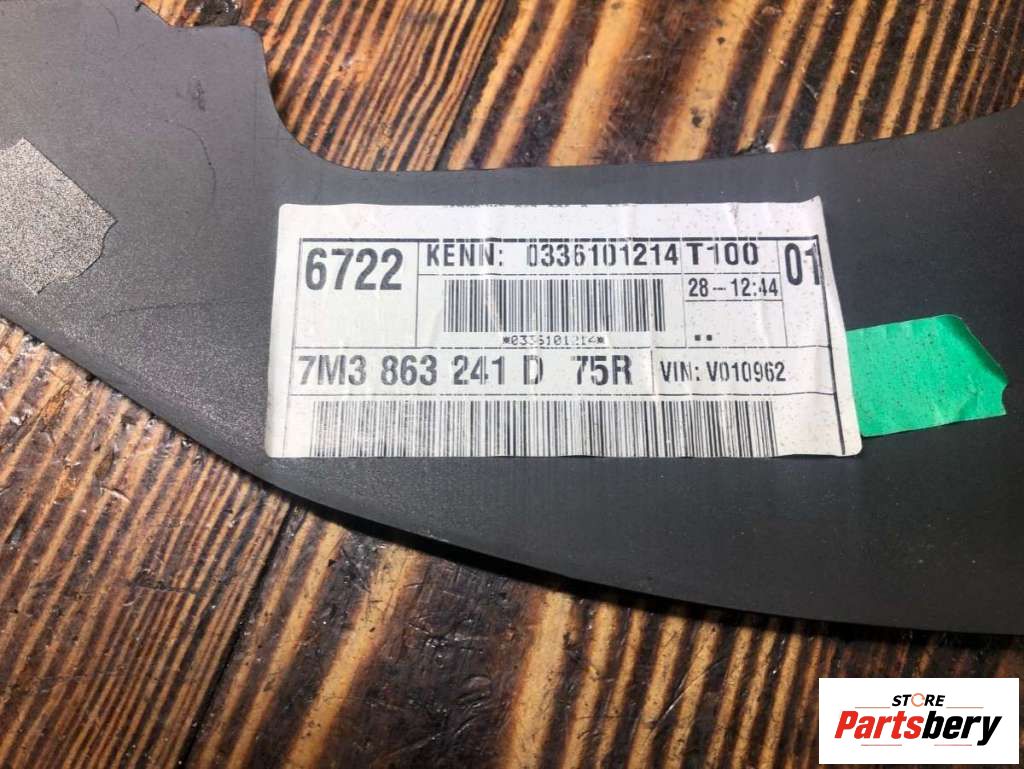 6722 KENN: 0336101214 T100 01
28-12:44
*0336101214*
7M3 863 241 D 75R VIN: V010962
STORE
Partsbery